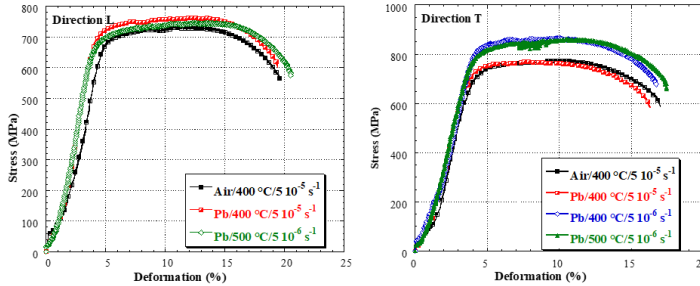 Direction L
800
700
600
500
400
300
200
100
0
Stress (MPa)
Air/400 °C/5 10⁻⁵ s⁻¹
Pb/400 °C/5 10⁻⁵ s⁻¹
Pb/500 °C/5 10⁻⁶ s⁻¹
0 5 10 15 20 25
Deformation (%)
Direction T
1000
800
600
400
200
0
Stress (MPa)
Air/400 °C/5 10⁻⁵ s⁻¹
Pb/400 °C/5 10⁻⁵ s⁻¹
Pb/400 °C/5 10⁻⁶ s⁻¹
Pb/500 °C/5 10⁻⁶ s⁻¹
0 5 10 15 20 25
Deformation (%)